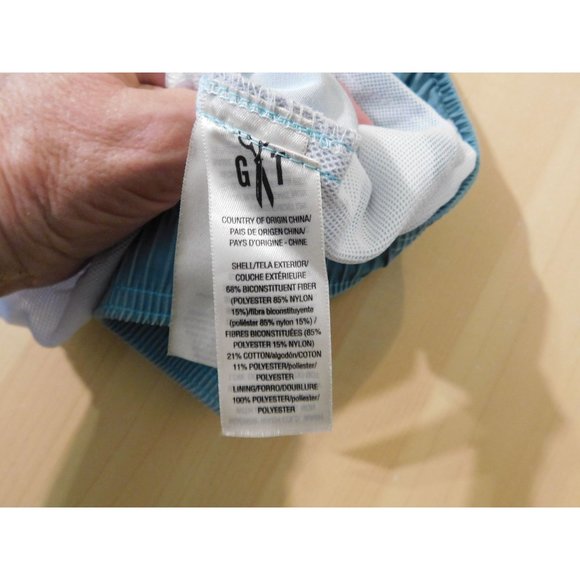 G T
COUNTRY OF ORIGIN CHINA/
PAIS DE ORIGEN CHINA/
PAYS D'ORIGINE - CHINE
SHELL/TELA EXTERIOR/
COUCHE EXTÉRIEURE
68% BICONSTITUENT FIBER
(POLYESTER 85% NYLON
15%)/fibra biconstituyente
(poliéster 85% nylon 15%) /
FIBRES BICONSTITUÉES (85%
POLYESTER 15% NYLON)
21% COTTON/algodón/COTON
11% POLYESTER/poliester/
POLYESTER
LINING/FORRO/DOUBLURE
100% POLYESTER/poliester/
POLYESTER